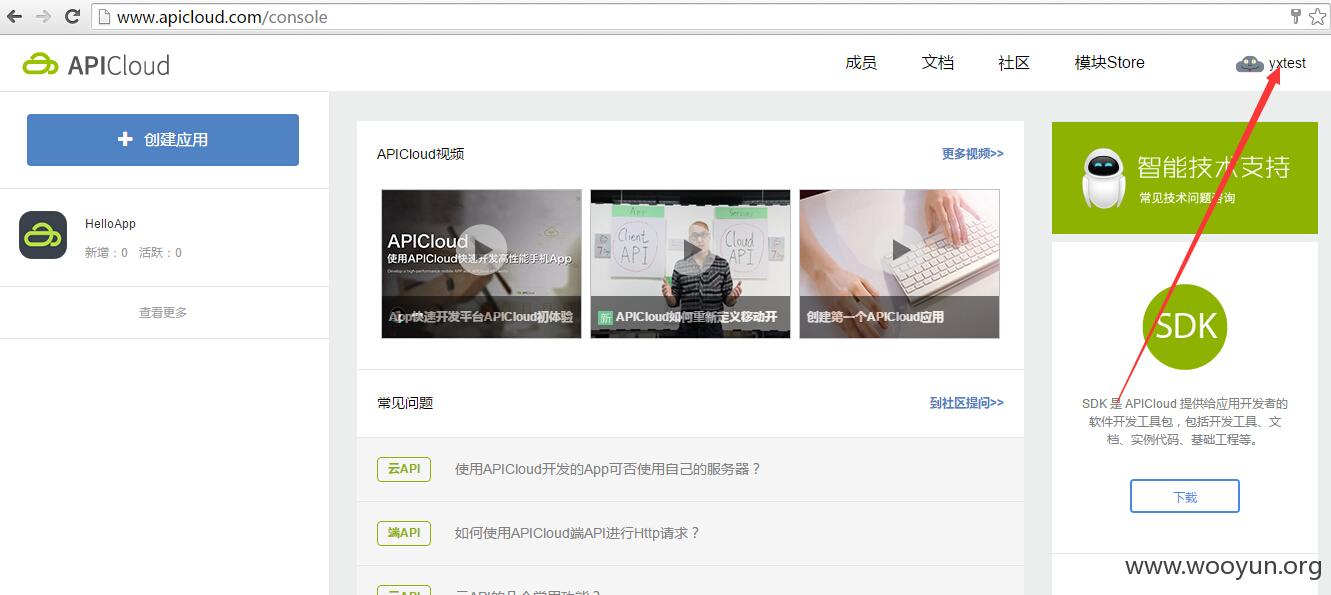 www.apicloud.com/console
APICloud
成员
文档
社区
模块Store
yxtest
创建应用
HelloApp
新增：0 活跃：0
查看更多
APICloud视频
更多视频>>
APICloud
使用APICloud快速开发高性能手机App
App快速开发平台APICloud初体验
App
Server
Client
API
Cloud
API
新 APICloud如何重新定义移动开
创建第一个APICloud应用
常见问题
到社区提问>>
云API
使用APICloud开发的App可否使用自己的服务器？
端API
如何使用APICloud端API进行Http请求？
云API
云API的几个常用功能？
智能技术支持
常见技术问题咨询
SDK
SDK 是 APICloud 提供给应用开发者的
软件开发工具包，包括开发工具、文
档、实例代码、基础工程等。
下载
www.wooyun.org